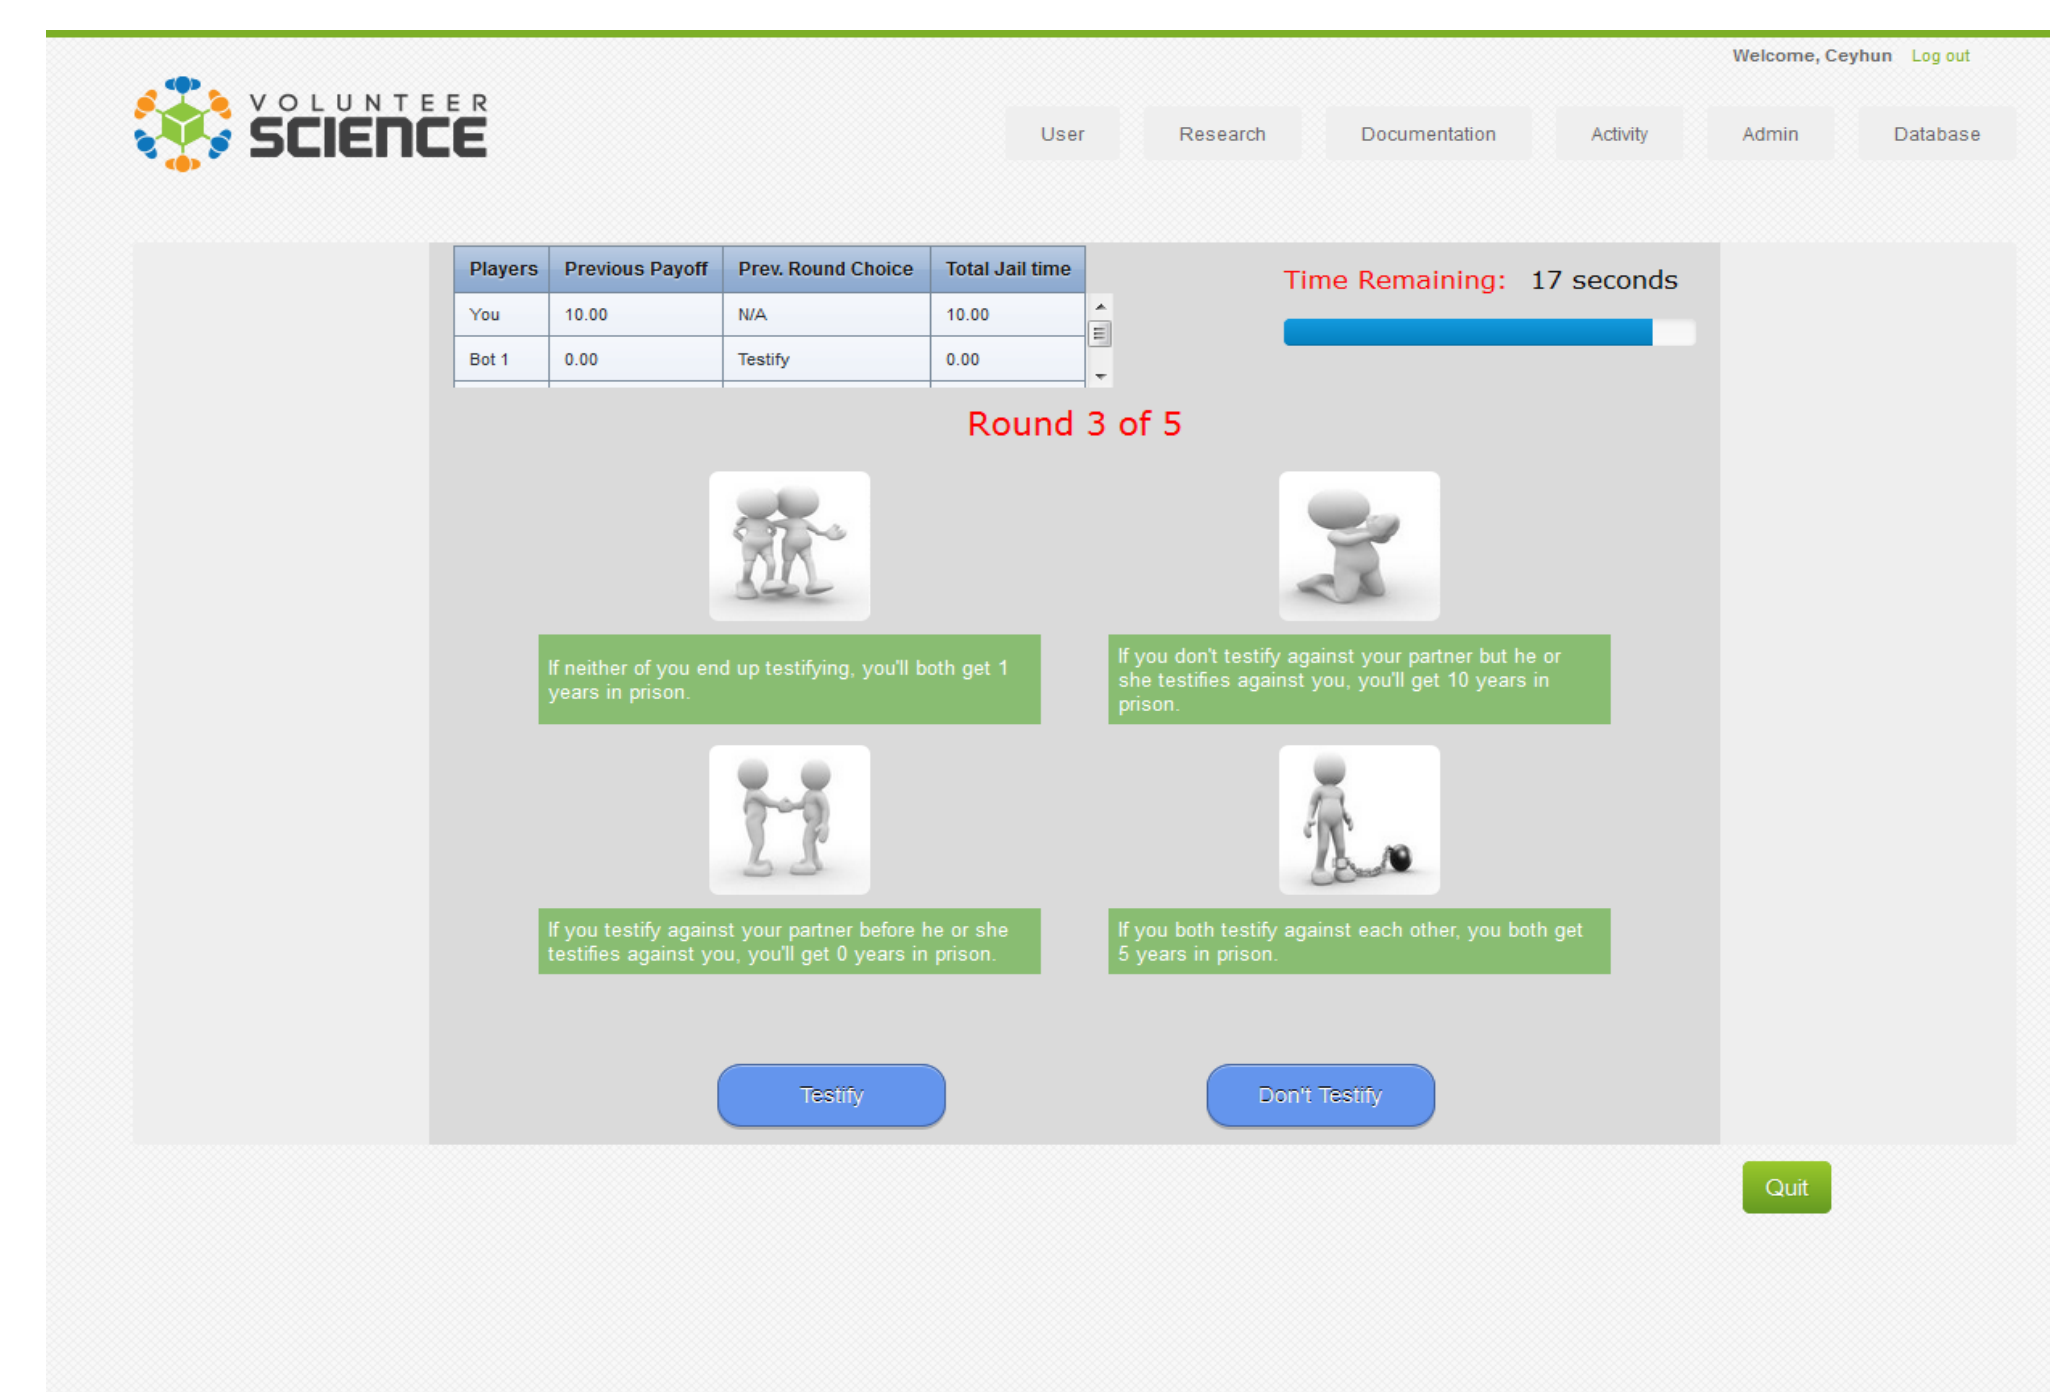 Welcome, Ceyhun Log out
VOLUNTEER
SCIENCE
User Research Documentation Activity Admin Database
Players Previous Payoff Prev. Round Choice Total Jail time
You 10.00 N/A 10.00
Bot 1 0.00 Testify 0.00
Time Remaining: 17 seconds
Round 3 of 5
If neither of you end up testifying, you'll both get 1
years in prison.
If you don't testify against your partner but he or
she testifies against you, you'll get 10 years in
prison.
If you testify against your partner before he or she
testifies against you, you'll get 0 years in prison.
If you both testify against each other, you both get
5 years in prison.
Testify
Don't Testify
Quit